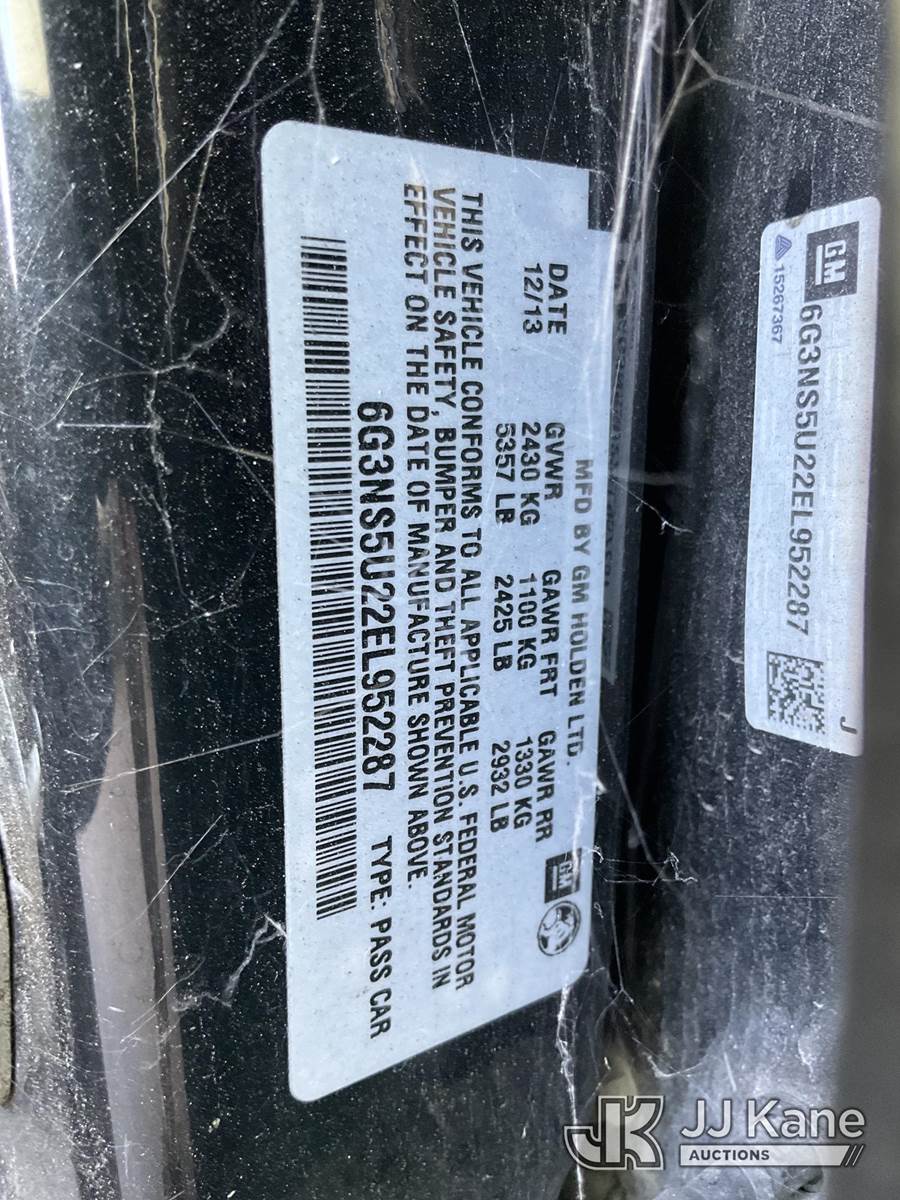 MFD BY GM HOLDEN LTD.
DATE GVWR GAWR FRT GAWR RR
12/13 2430 KG 1100 KG 1330 KG
5357 LB 2425 LB 2932 LB
THIS VEHICLE CONFORMS TO ALL APPLICABLE U.S. FEDERAL MOTOR
VEHICLE SAFETY, BUMPER AND THEFT PREVENTION STANDARDS IN
EFFECT ON THE DATE OF MANUFACTURE SHOWN ABOVE.
6G3NS5U22EL952287 TYPE: PASS CAR
GM
GM
6G3NS5U22EL952287
15267367
J
JK JJ Kane
AUCTIONS